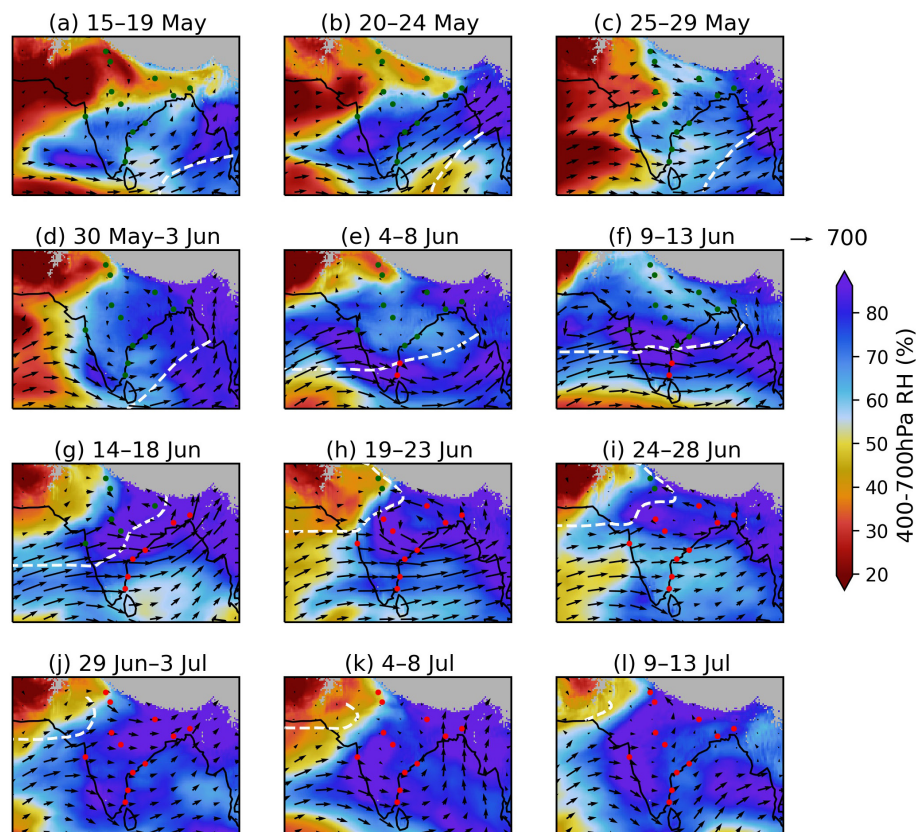 (a) 15–19 May
(b) 20–24 May
(c) 25–29 May
(d) 30 May–3 Jun
(e) 4–8 Jun
(f) 9–13 Jun
700
(g) 14–18 Jun
(h) 19–23 Jun
(i) 24–28 Jun
(j) 29 Jun–3 Jul
(k) 4–8 Jul
(l) 9–13 Jul
80
70
60
50
40
30
20
400-700hPa RH (%)